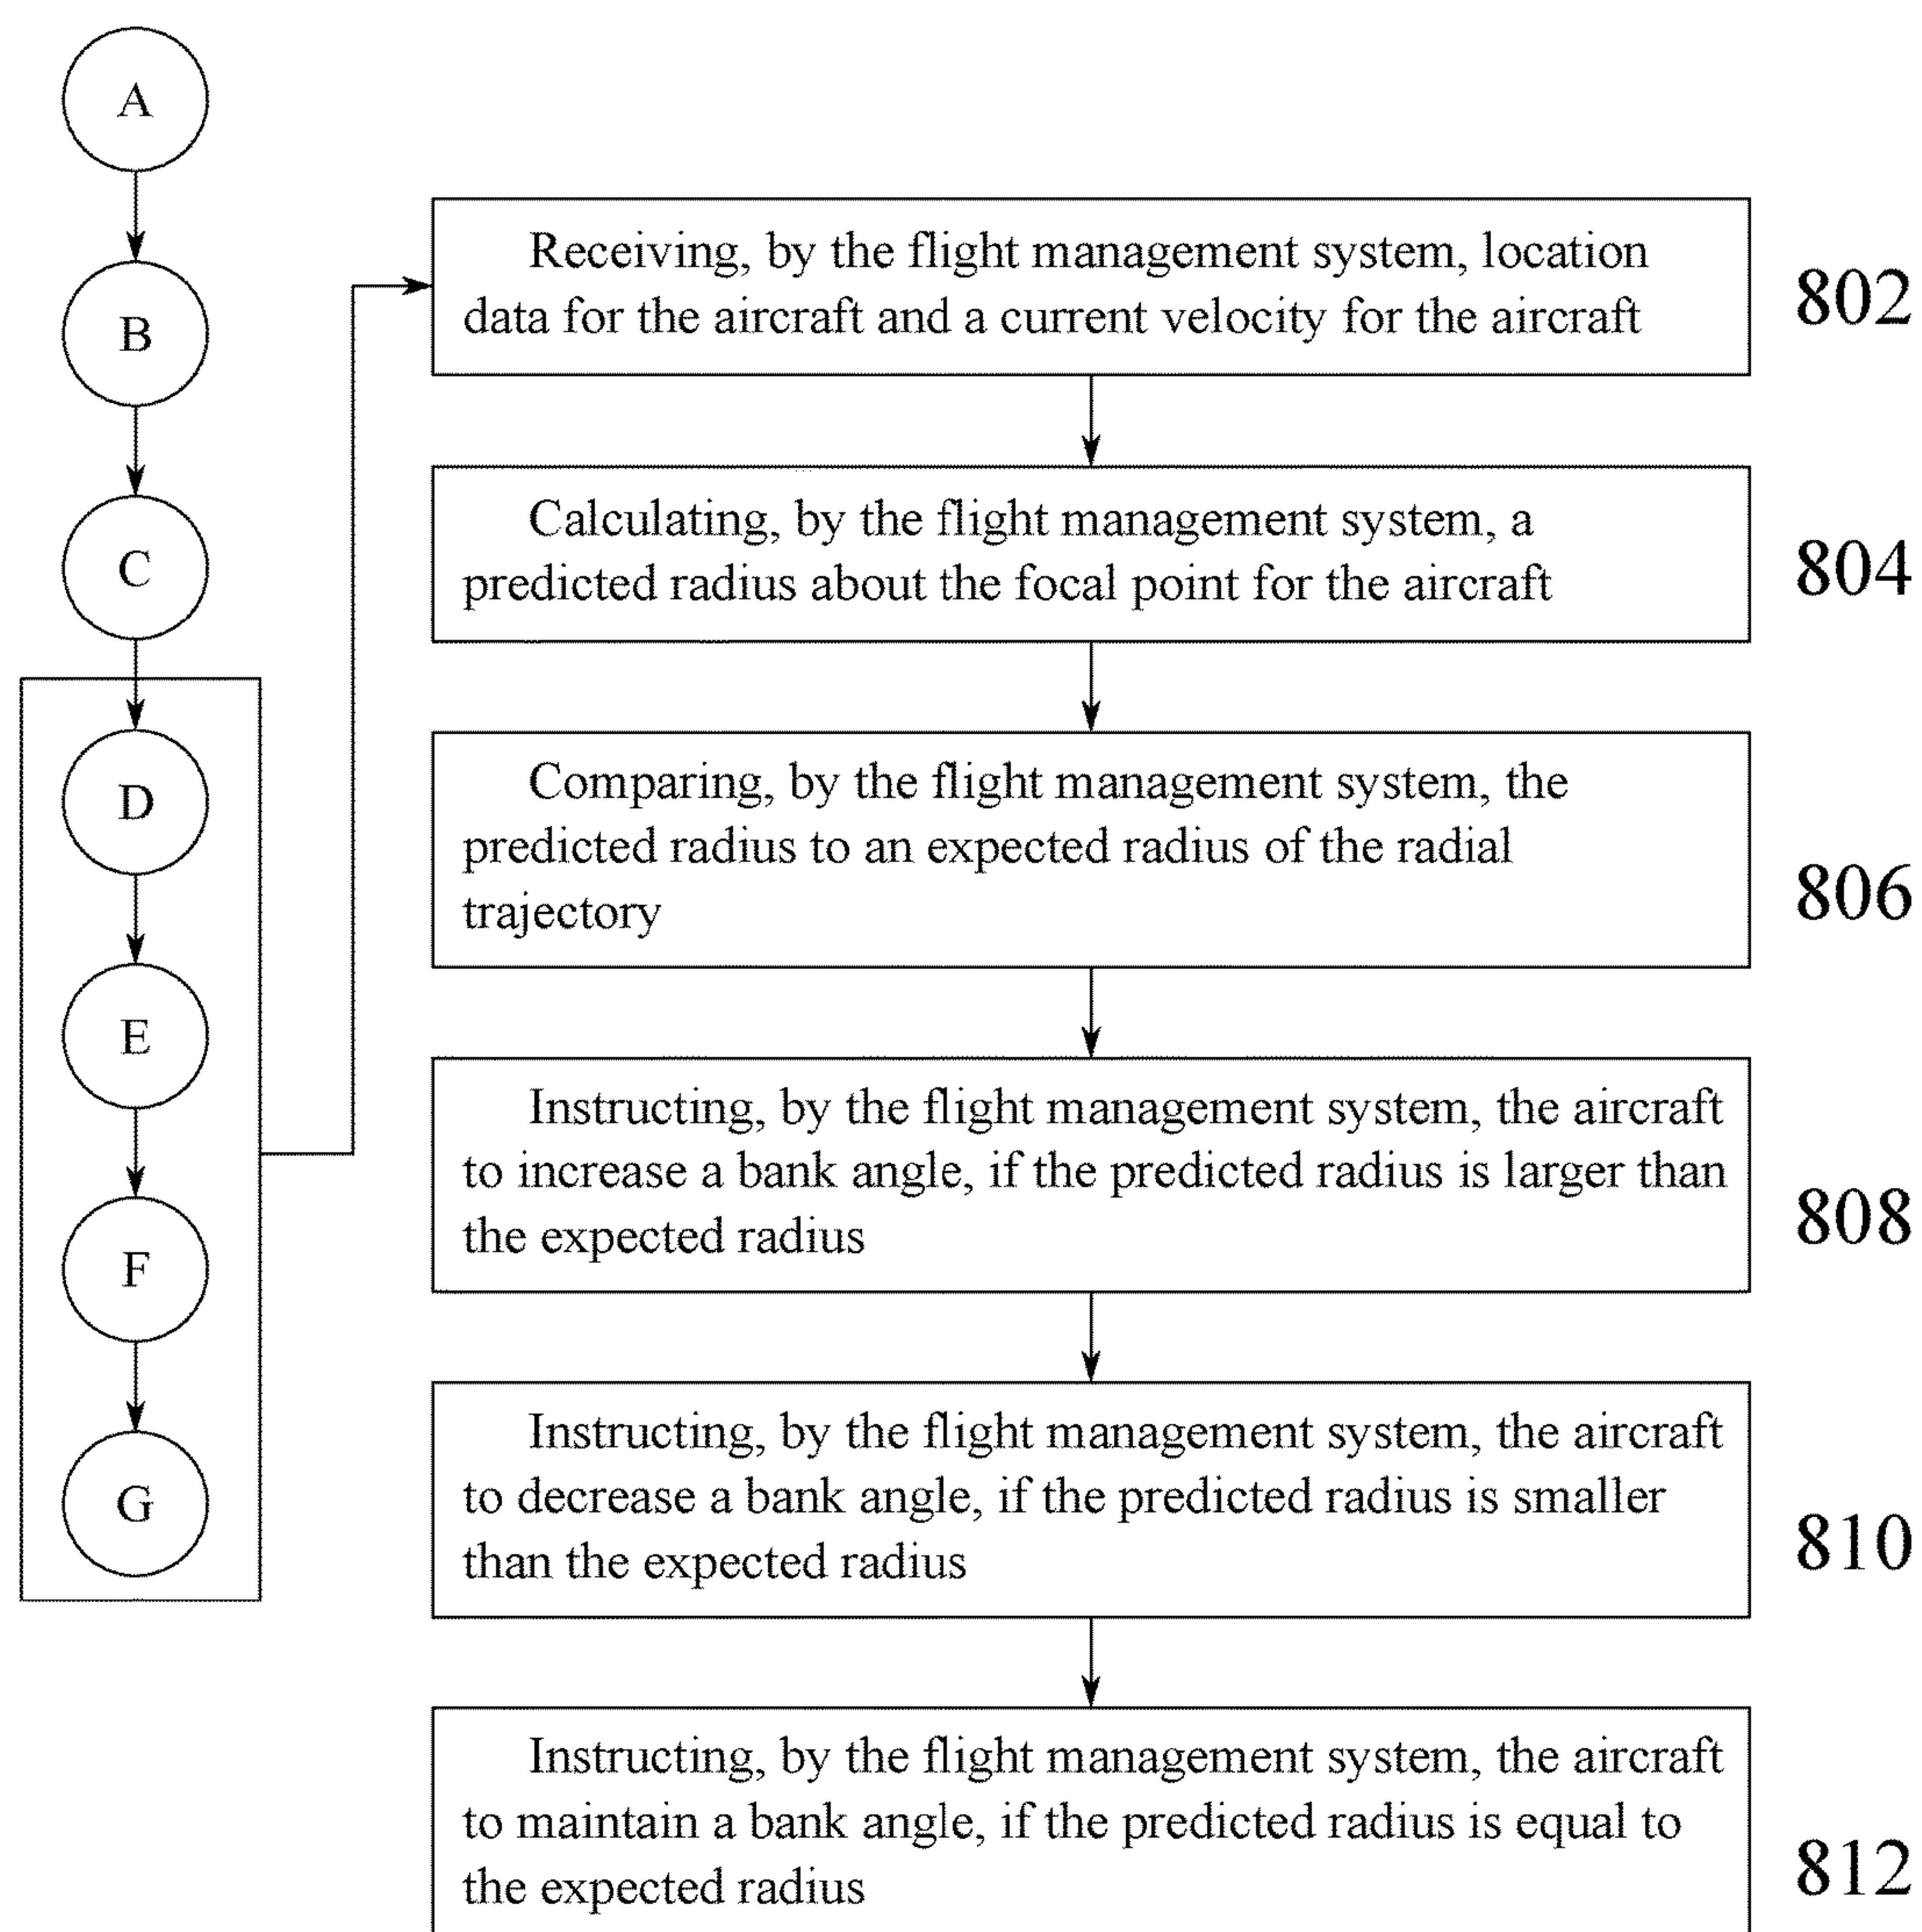 A
B
C
D
E
F
G
Receiving, by the flight management system, location
data for the aircraft and a current velocity for the aircraft
802
Calculating, by the flight management system, a
predicted radius about the focal point for the aircraft
804
Comparing, by the flight management system, the
predicted radius to an expected radius of the radial
trajectory
806
Instructing, by the flight management system, the aircraft
to increase a bank angle, if the predicted radius is larger than
the expected radius
808
Instructing, by the flight management system, the aircraft
to decrease a bank angle, if the predicted radius is smaller
than the expected radius
810
Instructing, by the flight management system, the aircraft
to maintain a bank angle, if the predicted radius is equal to
the expected radius
812